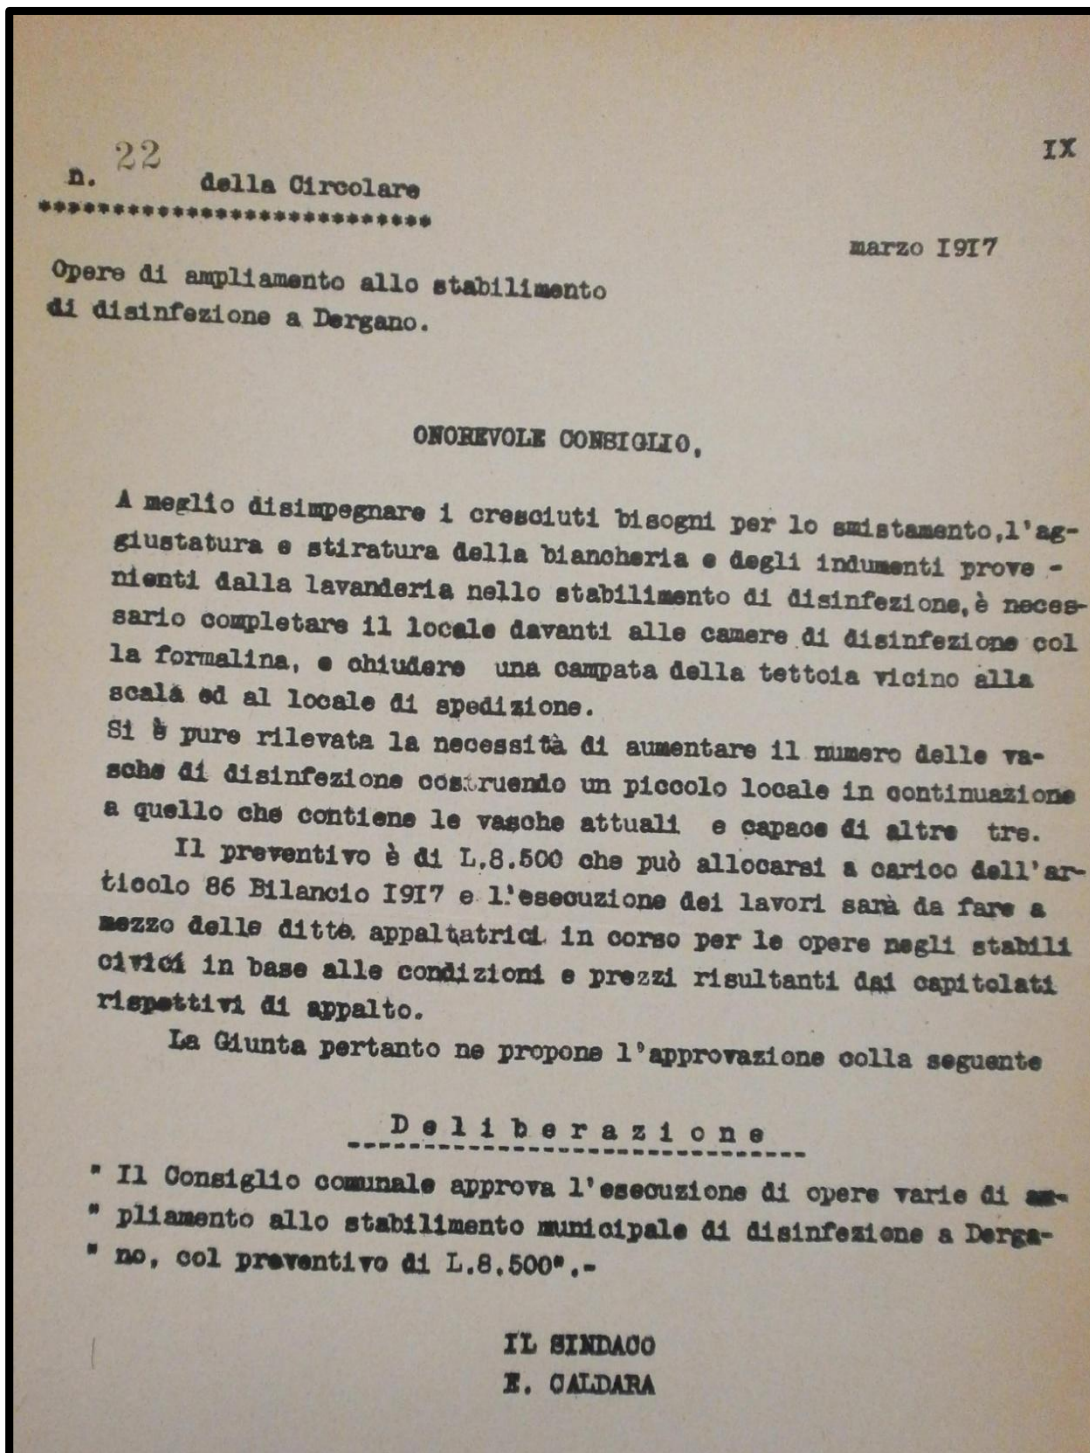 IX
n. 22 della Circolare
***************************
marzo I9I7
Opere di ampliamento allo stabilimento
di disinfezione a Dergano.
ONOREVOLE CONSIGLIO,
A meglio disimpegnare i cresciuti bisogni per lo smistamento,l'ag-
giustatura e stiratura della biancheria e degli indumenti prove -
nienti dalla lavanderia nello stabilimento di disinfezione,è neces-
sario completare il locale davanti alle camere di disinfezione col
la formalina, e chiudere una campata della tettoia vicino alla
scala ed al locale di spedizione.
Si è pure rilevata la necessità di aumentare il numero delle va-
sche di disinfezione costruendo un piccolo locale in continuazione
a quello che contiene le vasche attuali e capace di altre tre.
Il preventivo è di L.8.500 che può allocarsi a carico dell'ar-
ticolo 86 Bilancio I9I7 e l'esecuzione dei lavori sarà da fare a
mezzo delle ditte appaltatrici in corso per le opere negli stabili
civici in base alle condizioni e prezzi risultanti dai capitolati
rispettivi di appalto.
La Giunta pertanto ne propone l'approvazione colla seguente
D e l i b e r a z i o n e
-------------------------------
" Il Consiglio comunale approva l'esecuzione di opere varie di am-
" pliamento allo stabilimento municipale di disinfezione a Derga-
" no, col preventivo di L.8.500".-
IL SINDACO
E. CALDARA